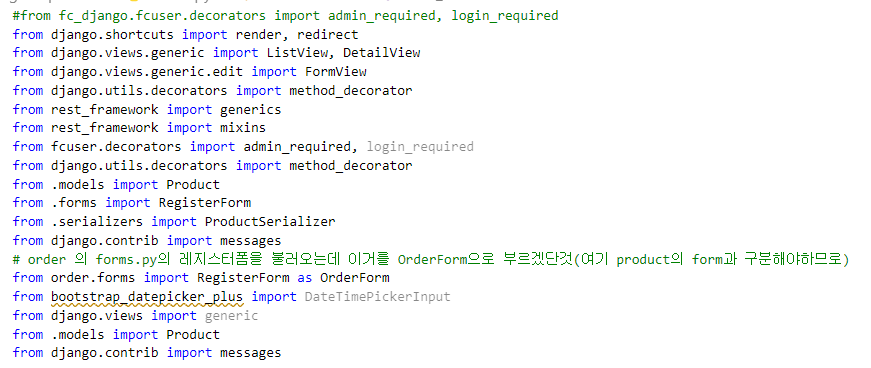 #from fc_django.fcuser.decorators import admin_required, login_required
from django.shortcuts import render, redirect
from django.views.generic import ListView, DetailView
from django.views.generic.edit import FormView
from django.utils.decorators import method_decorator
from rest_framework import generics
from rest_framework import mixins
from fcuser.decorators import admin_required, login_required
from django.utils.decorators import method_decorator
from .models import Product
from .forms import RegisterForm
from .serializers import ProductSerializer
from django.contrib import messages
# order 의 forms.py의 레지스터폼을 불러오는데 이거를 OrderForm으로 부르겠단것(여기 product의 form과 구분해야하므로)
from order.forms import RegisterForm as OrderForm
from bootstrap_datepicker_plus import DateTimePickerInput
from django.views import generic
from .models import Product
from django.contrib import messages